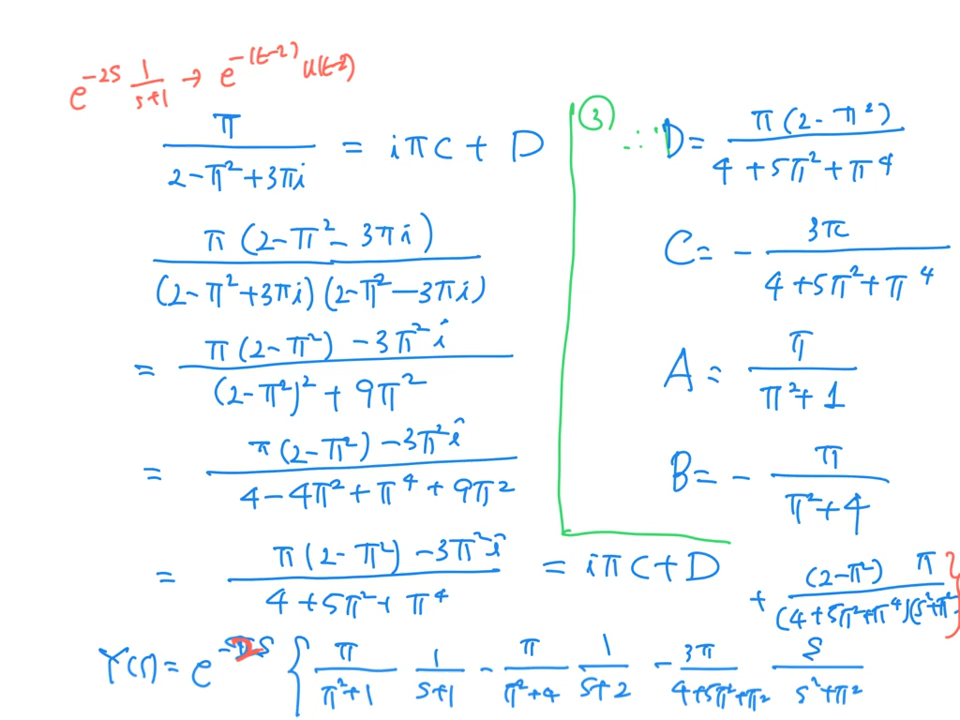 e^{-2S} 1/(s+1) → e^{-(t-2)} u(t-2)
π/(2-π²+3πi) = iπC + D
π(2-π²-3πi)/((2-π²+3πi)(2-π²-3πi))
= (π(2-π²) - 3π²i)/((2-π²)² + 9π²)
= (π(2-π²) - 3π²i)/(4-4π²+π⁴+9π²)
= (π(2-π²) - 3π²i)/(4+5π²+π⁴) = iπC + D
③ ∴ D = π(2-π²)/(4+5π²+π⁴)
C = - 3π/(4+5π²+π⁴)
A = π/(π²+1)
B = - π/(π²+4)
Y(s) = e^{-2S} { π/(π²+1) 1/(s+1) - π/(π²+4) 1/(s+2) - 3π/(4+5π²+π²) S/(s²+π²)
+ (2-π²) π/((4+5π²+π⁴)(s²+π²)) }